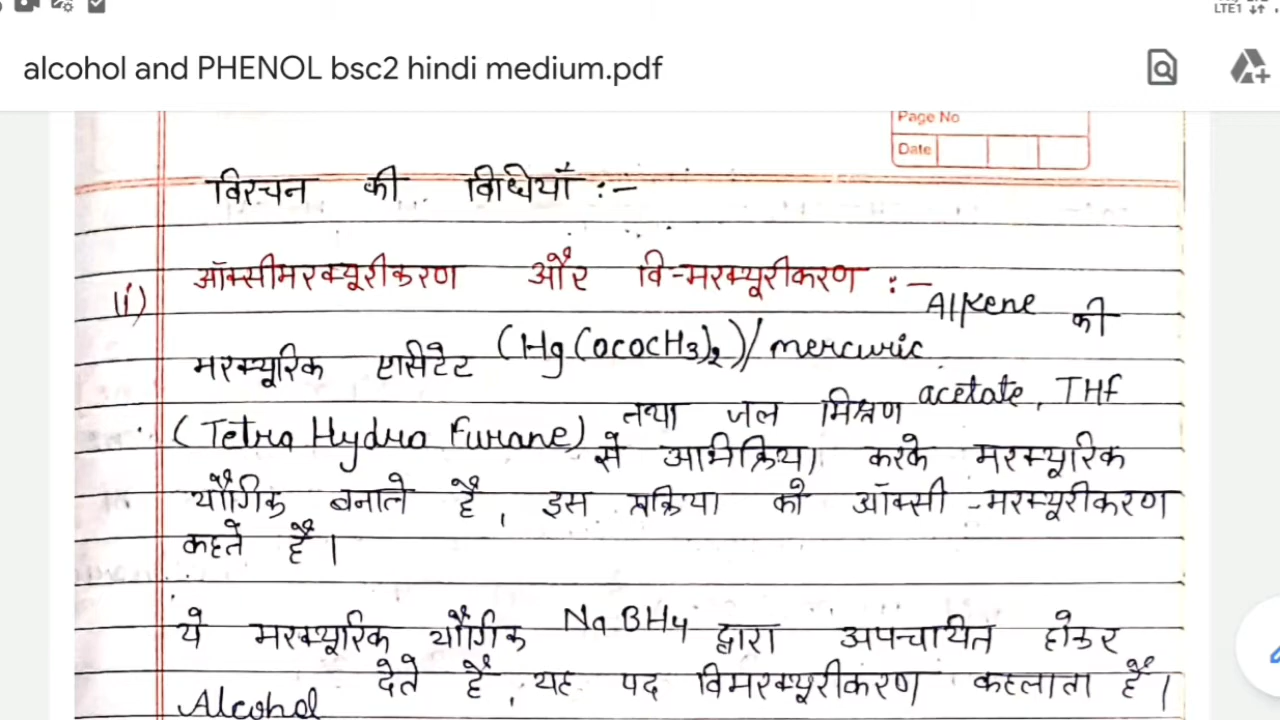 LTE1
alcohol and PHENOL bsc2 hindi medium.pdf
Page No
Date
विरचन की विधियाँ :-
(i) ऑक्सीमरक्यूरीकरण और वि-मरक्यूरीकरण :- Alkene की
मरक्यूरिक एसीटेट (Hg(OCOCH3)2)/mercuric acetate, THF
(Tetra Hydro Furane) तथा जल मिश्रण से अभिक्रिया करके मरक्यूरिक
यौगिक बनाते हैं, इस प्रक्रिया को ऑक्सी-मरक्यूरीकरण
कहते हैं।
ये मरक्यूरिक यौगिक NaBH4 द्वारा अपचायित होकर
Alcohol देते हैं, यह पद विमरक्यूरीकरण कहलाता है।